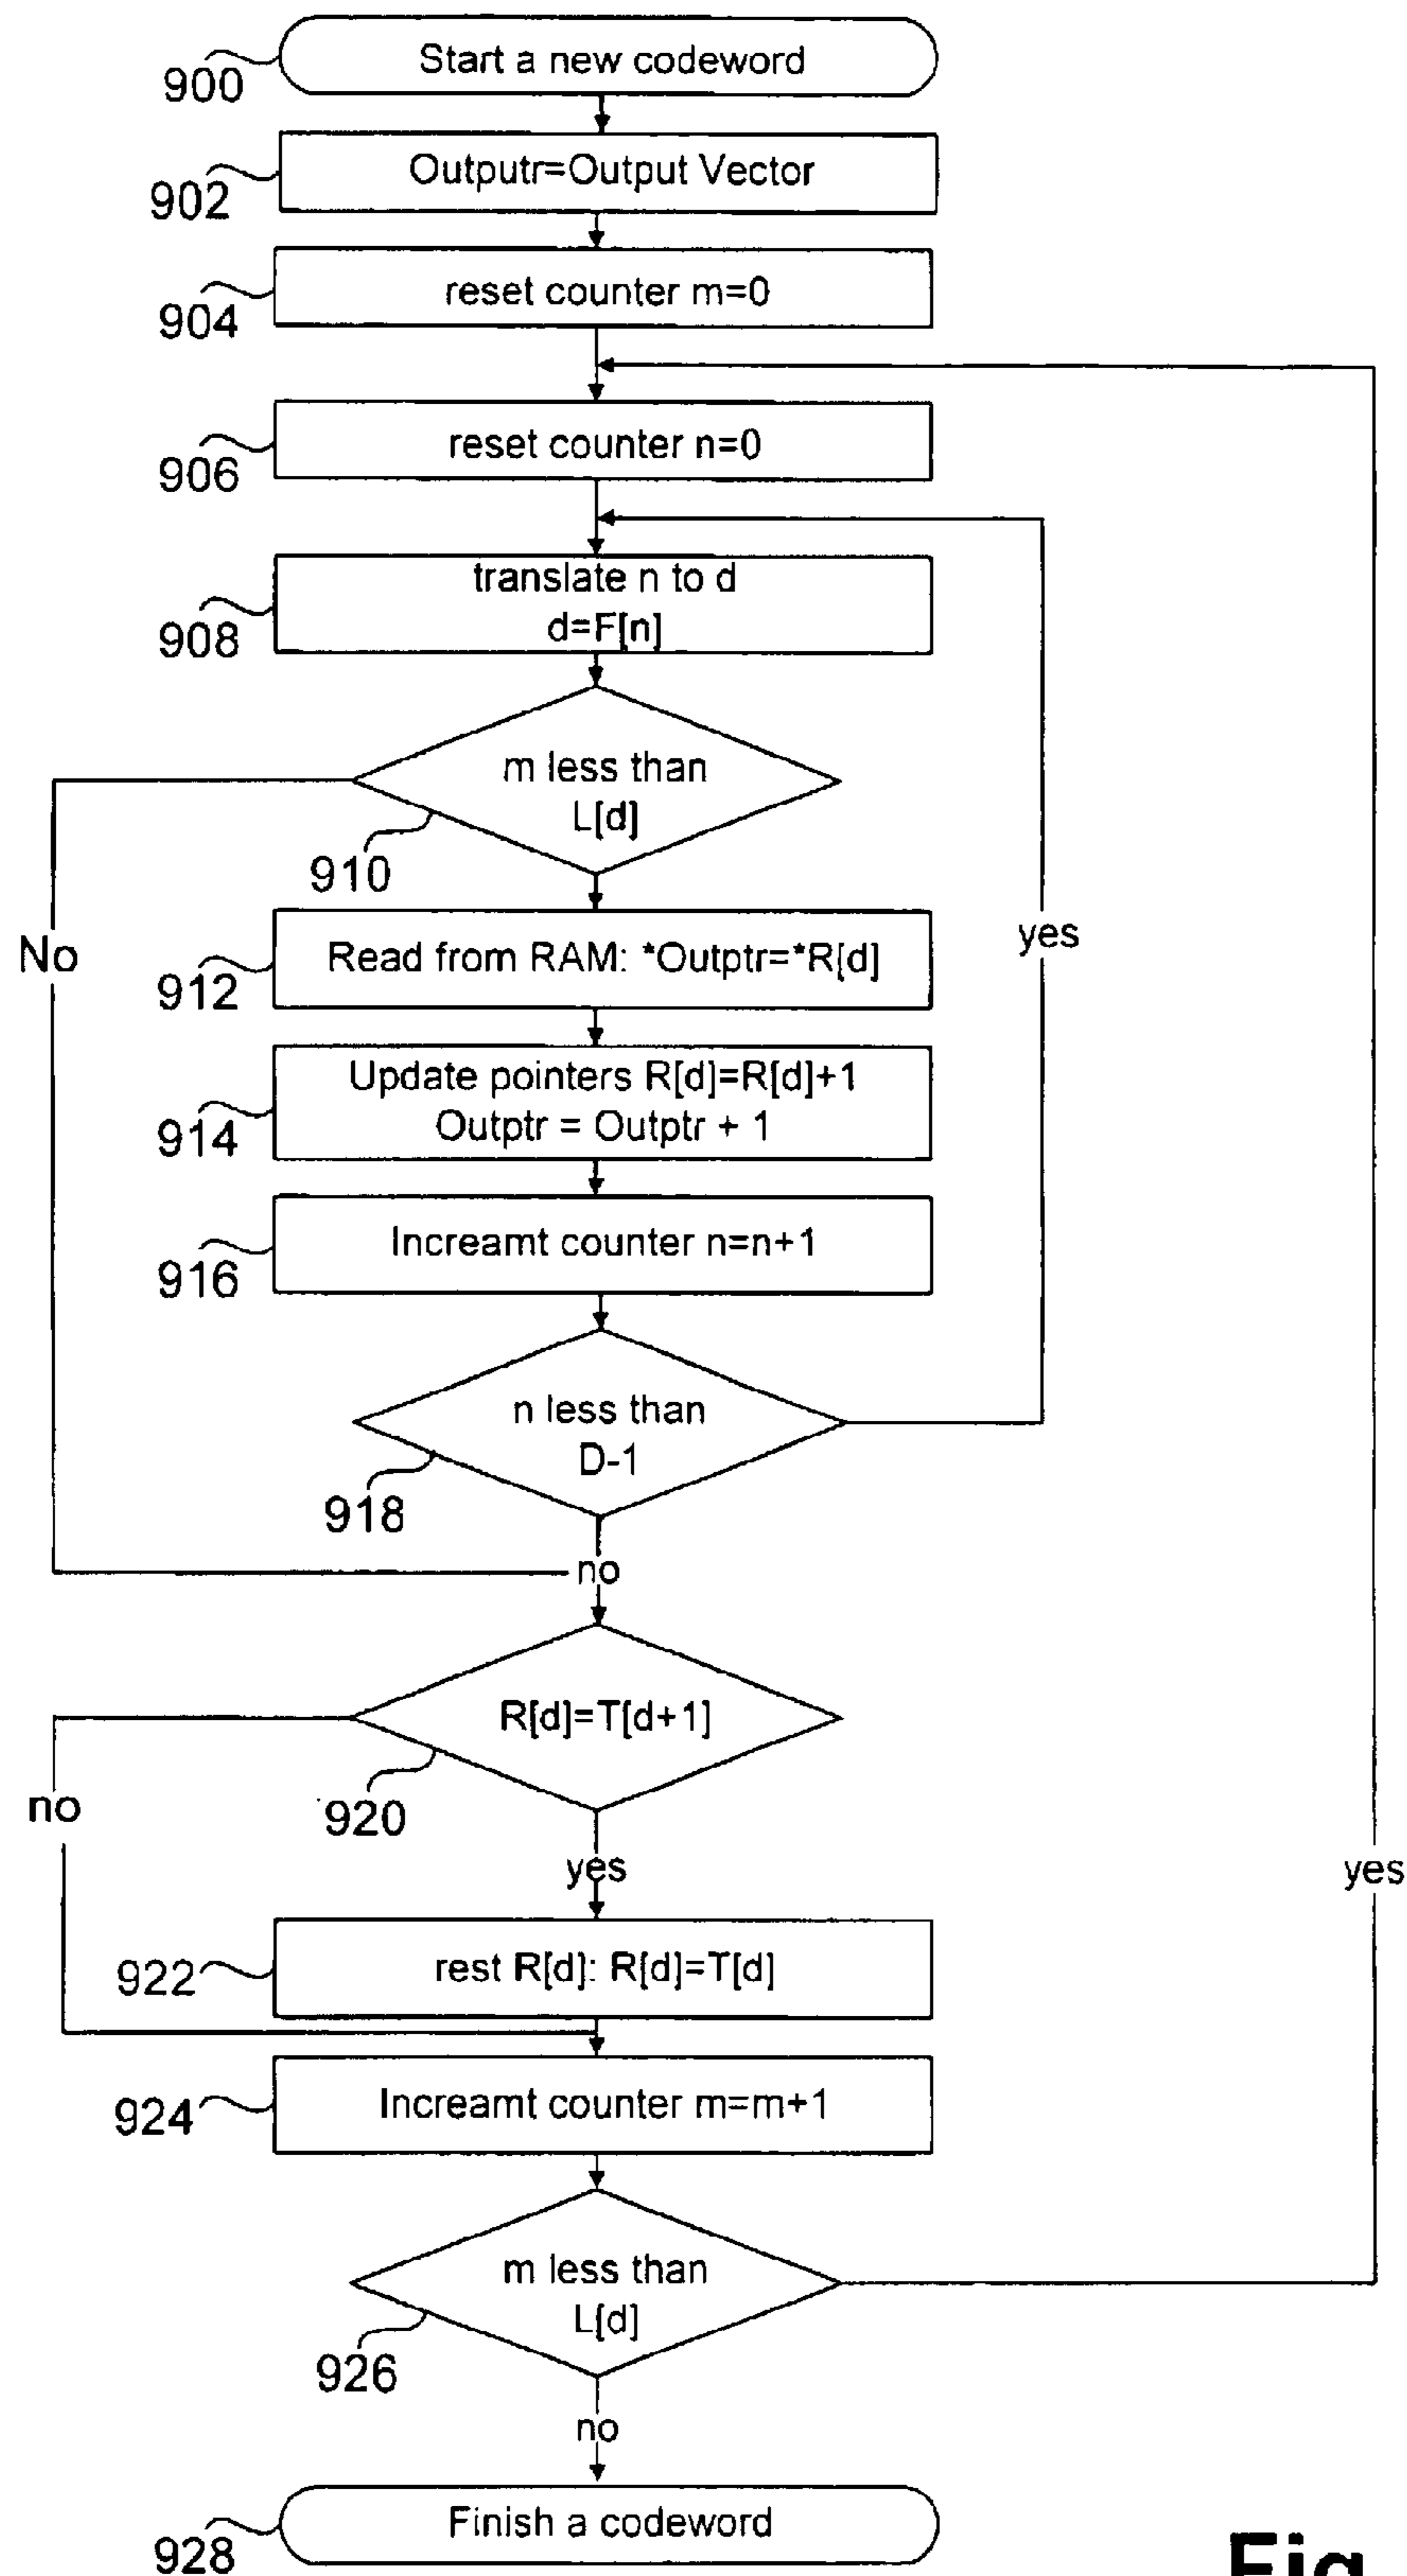 Start a new codeword
900
Outputr=Output Vector
902
reset counter m=0
904
reset counter n=0
906
translate n to d
d=F[n]
908
m less than
L[d]
910
No
yes
Read from RAM: *Outptr=*R[d]
912
Update pointers R[d]=R[d]+1
Outptr = Outptr + 1
914
Increamt counter n=n+1
916
n less than
D-1
918
no
R[d]=T[d+1]
920
no
yes
yes
rest R[d]: R[d]=T[d]
922
Increamt counter m=m+1
924
m less than
L[d]
926
no
Finish a codeword
928
Fig